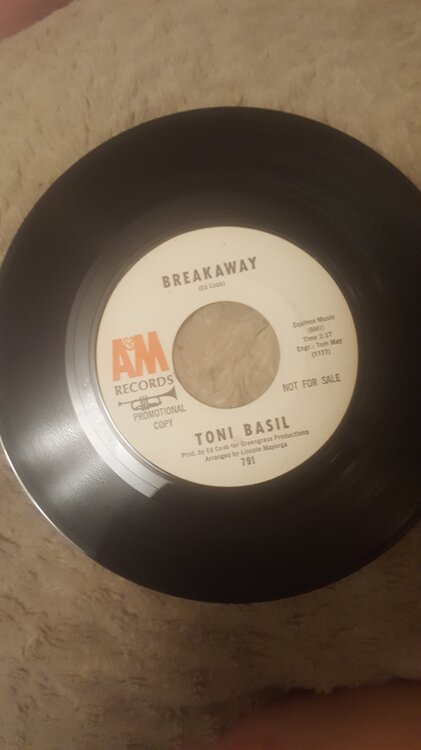 BREAKAWAY
(Ed Cobb)
Equinox Music
(BMI)
Time 2:17
Engr: Tom May
(1177)
A&M
RECORDS
PROMOTIONAL
COPY
NOT FOR SALE
TONI BASIL
Prod. by Ed Cobb for Greengrass Productions
Arranged by Lincoln Mayorga
791